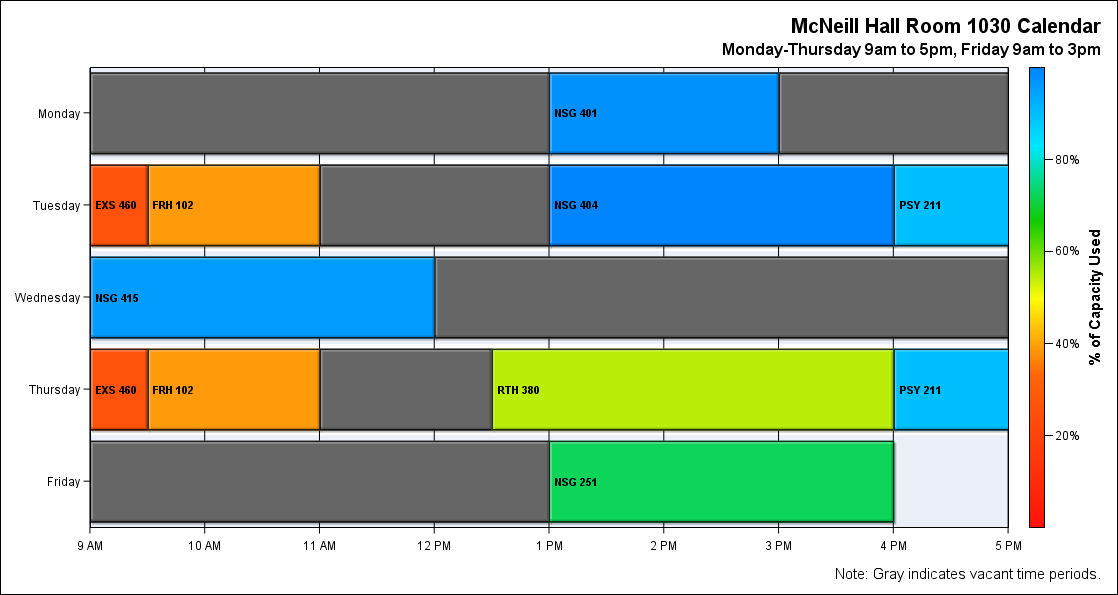 McNeill Hall Room 1030 Calendar
Monday-Thursday 9am to 5pm, Friday 9am to 3pm
Monday
NSG 401
Tuesday
EXS 460
FRH 102
NSG 404
PSY 211
Wednesday
NSG 415
Thursday
EXS 460
FRH 102
RTH 380
PSY 211
Friday
NSG 251
9 AM 10 AM 11 AM 12 PM 1 PM 2 PM 3 PM 4 PM 5 PM
80%
60%
40%
20%
% of Capacity Used
Note: Gray indicates vacant time periods.